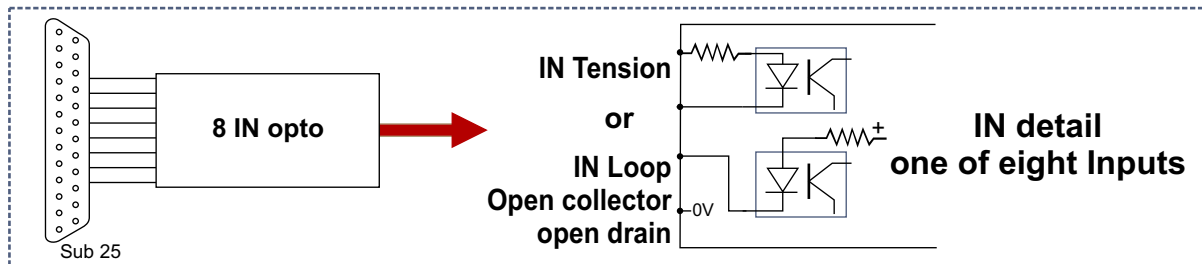 Sub 25
8 IN opto
IN Tension
or
IN Loop
Open collector
open drain
+
0V
IN detail
one of eight Inputs